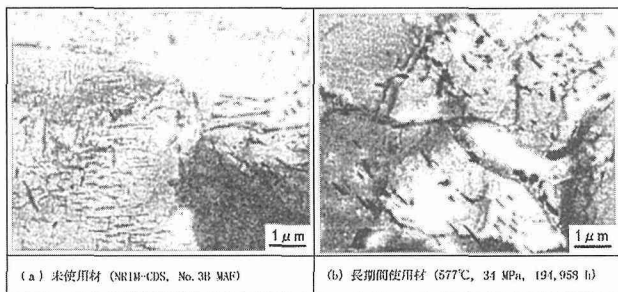 1μm
1μm
(a) 未使用材 (NRIM-CDS, No.3B MAF)
(b) 長期間使用材 (577℃, 34 MPa, 194,958 h)